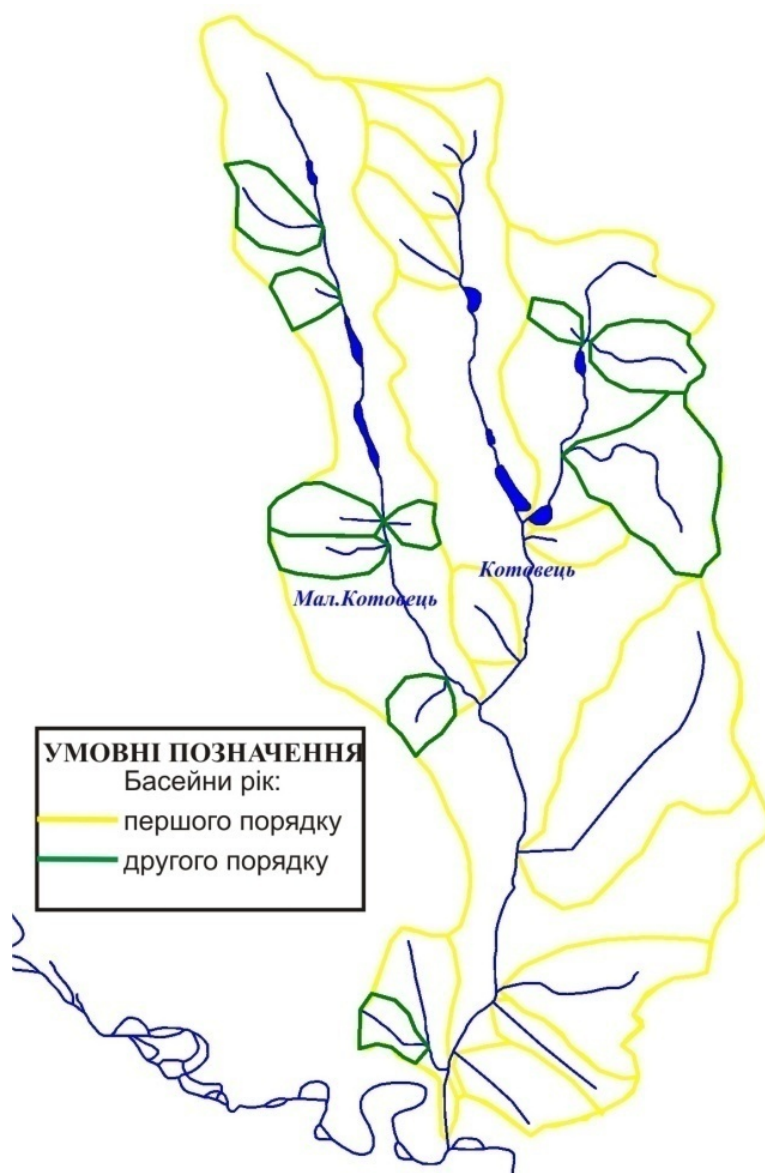 Котовець
Мал.Котовець
УМОВНІ ПОЗНАЧЕННЯ
Басейни рік:
першого порядку
другого порядку